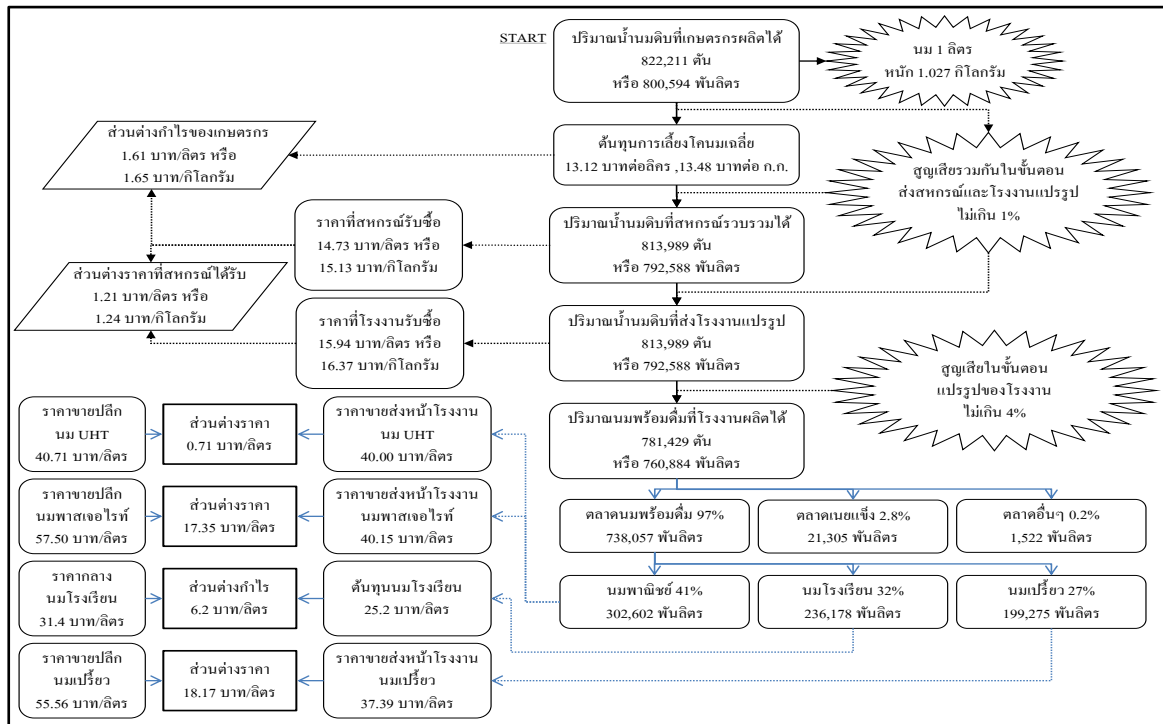 START
ปริมาณน้ำนมดิบที่เกษตรกรผลิตได้
822,211 ตัน
หรือ 800,594 พันลิตร
นม 1 ลิตร
หนัก 1.027 กิโลกรัม
ส่วนต่างกำไรของเกษตรกร
1.61 บาท/ลิตร หรือ
1.65 บาท/กิโลกรัม
ต้นทุนการเลี้ยงโคนมเฉลี่ย
13.12 บาทต่อลิตร ,13.48 บาทต่อ ก.ก.
สูญเสียรวมกันในขั้นตอน
ส่งสหกรณ์และโรงงานแปรรูป
ไม่เกิน 1%
ราคาที่สหกรณ์รับซื้อ
14.73 บาท/ลิตร หรือ
15.13 บาท/กิโลกรัม
ปริมาณน้ำนมดิบที่สหกรณ์รวบรวมได้
813,989 ตัน
หรือ 792,588 พันลิตร
ส่วนต่างราคาที่สหกรณ์ได้รับ
1.21 บาท/ลิตร หรือ
1.24 บาท/กิโลกรัม
ราคาที่โรงงานรับซื้อ
15.94 บาท/ลิตร หรือ
16.37 บาท/กิโลกรัม
ปริมาณน้ำนมดิบที่ส่งโรงงานแปรรูป
813,989 ตัน
หรือ 792,588 พันลิตร
สูญเสียในขั้นตอน
แปรรูปของโรงงาน
ไม่เกิน 4%
ปริมาณนมพร้อมดื่มที่โรงงานผลิตได้
781,429 ตัน
หรือ 760,884 พันลิตร
ราคาขายปลีก
นม UHT
40.71 บาท/ลิตร
ส่วนต่างราคา
0.71 บาท/ลิตร
ราคาขายส่งหน้าโรงงาน
นม UHT
40.00 บาท/ลิตร
ราคาขายปลีก
นมพาสเจอไรท์
57.50 บาท/ลิตร
ส่วนต่างราคา
17.35 บาท/ลิตร
ราคาขายส่งหน้าโรงงาน
นมพาสเจอไรท์
40.15 บาท/ลิตร
ตลาดนมพร้อมดื่ม 97%
738,057 พันลิตร
ตลาดเนยแข็ง 2.8%
21,305 พันลิตร
ตลาดอื่นๆ 0.2%
1,522 พันลิตร
ราคากลาง
นมโรงเรียน
31.4 บาท/ลิตร
ส่วนต่างกำไร
6.2 บาท/ลิตร
ต้นทุนนมโรงเรียน
25.2 บาท/ลิตร
นมพาณิชย์ 41%
302,602 พันลิตร
นมโรงเรียน 32%
236,178 พันลิตร
นมเปรี้ยว 27%
199,275 พันลิตร
ราคาขายปลีก
นมเปรี้ยว
55.56 บาท/ลิตร
ส่วนต่างราคา
18.17 บาท/ลิตร
ราคาขายส่งหน้าโรงงาน
นมเปรี้ยว
37.39 บาท/ลิตร